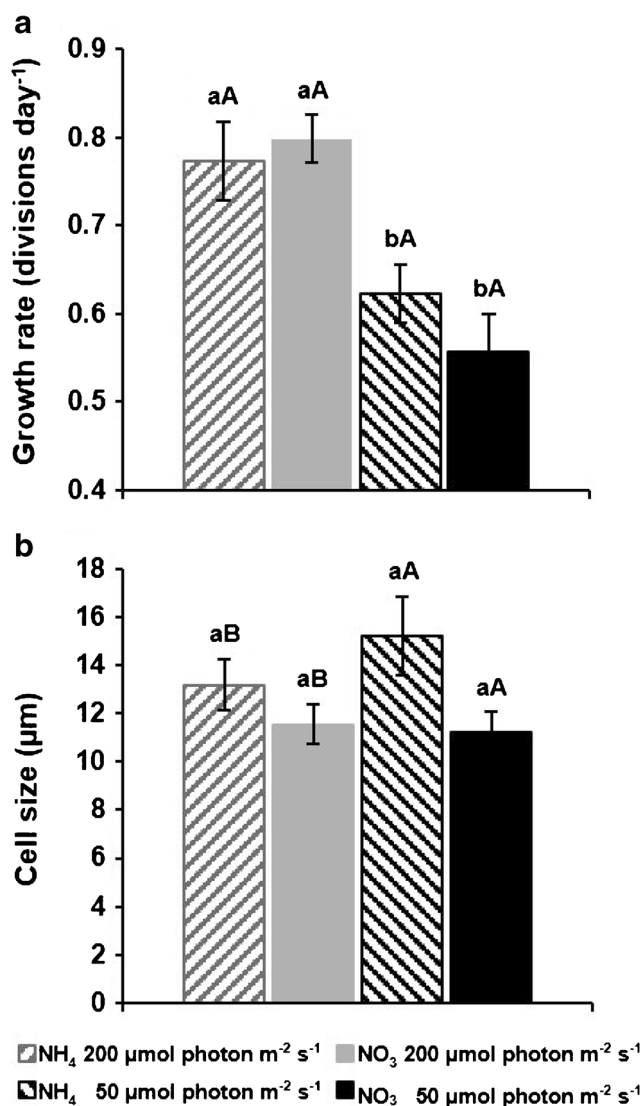 a
Growth rate (divisions day⁻¹)
0.9
0.8
0.7
0.6
0.5
0.4
aA
aA
bA
bA
b
Cell size (µm)
18
16
14
12
10
8
6
4
2
0
aB
aB
aA
aA
NH₄ 200 µmol photon m⁻² s⁻¹
NO₃ 200 µmol photon m⁻² s⁻¹
NH₄ 50 µmol photon m⁻² s⁻¹
NO₃ 50 µmol photon m⁻² s⁻¹